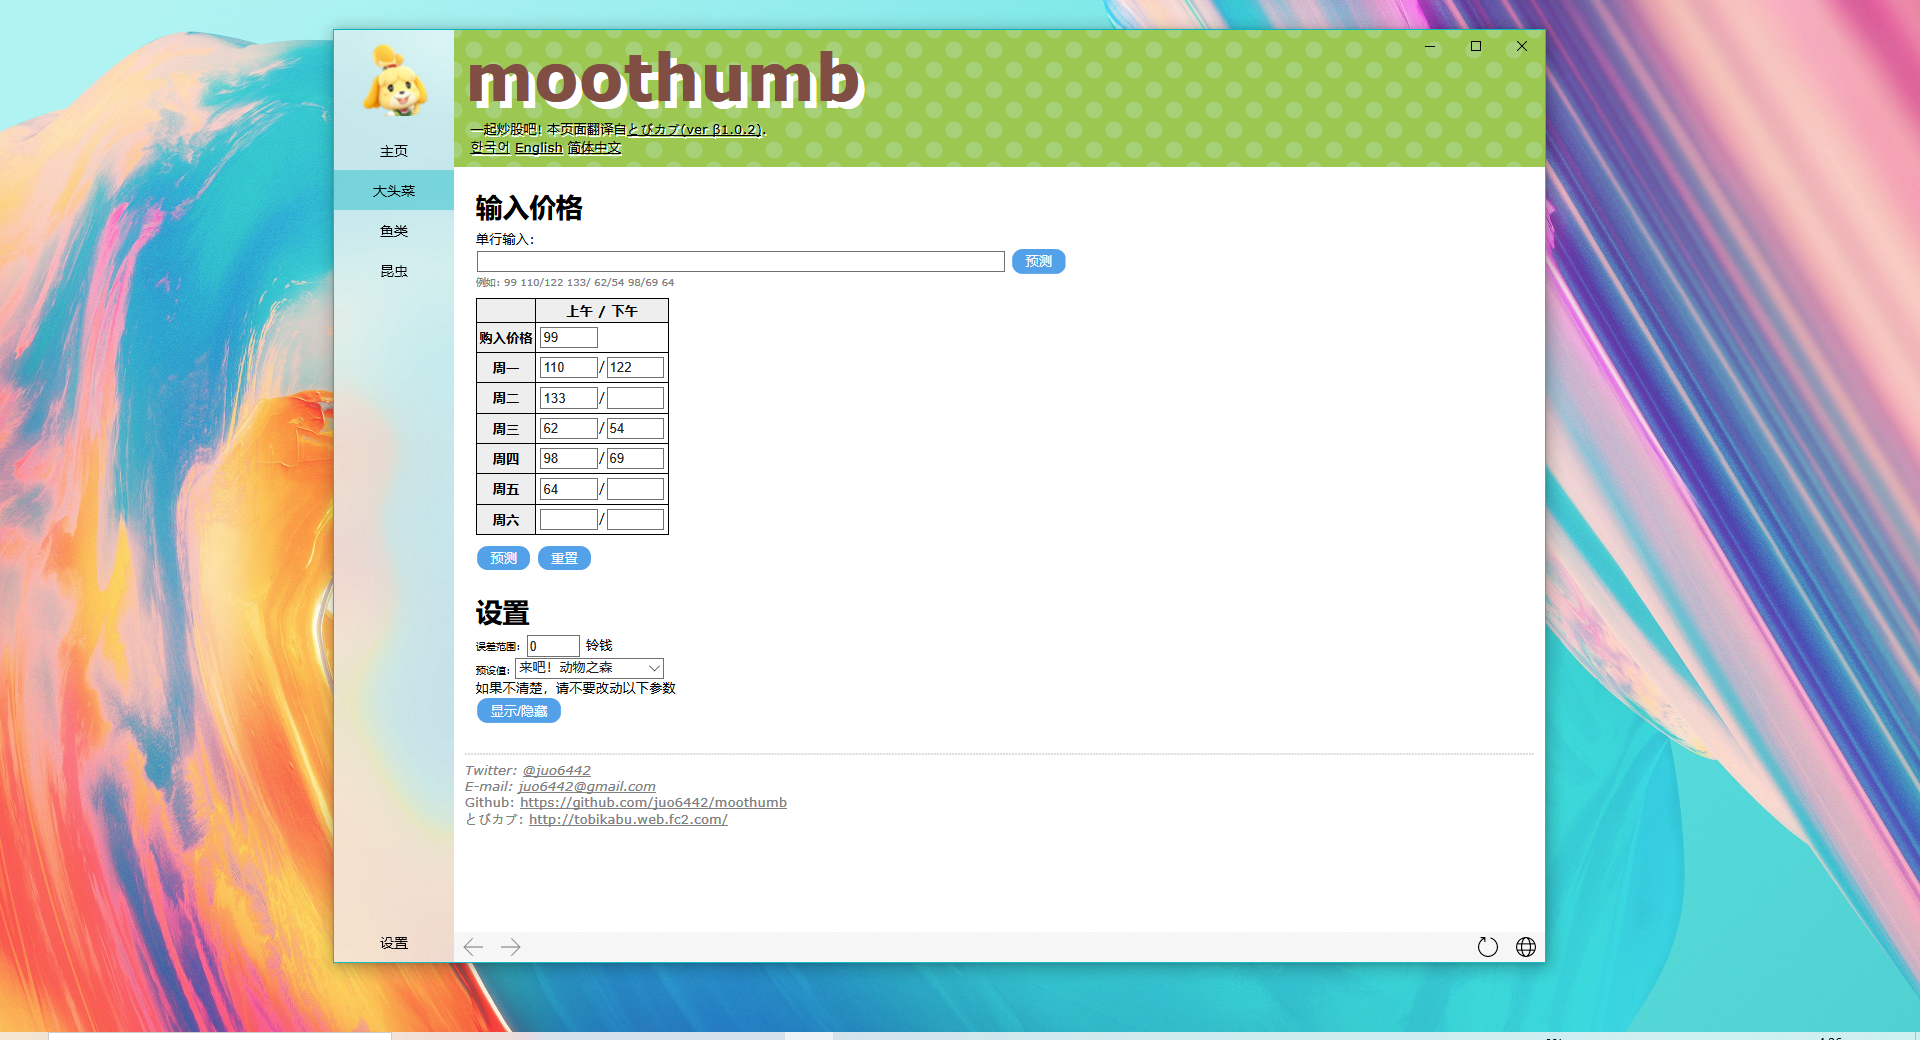 moothumb
一起炒股吧! 本页面翻译自とびカブ(ver β1.0.2).
한국어 English 简体中文
主页
大头菜
鱼类
昆虫
设置
输入价格
单行输入:
预测
例如: 99 110/122 133/ 62/54 98/69 64
上午 / 下午
购入价格 99
周一 110 / 122
周二 133 /
周三 62 / 54
周四 98 / 69
周五 64 /
周六 /
预测 重置
设置
误差范围: 0 铃钱
预设值: 来吧！动物之森
如果不清楚，请不要改动以下参数
显示/隐藏
Twitter: @juo6442
E-mail: juo6442@gmail.com
Github: https://github.com/juo6442/moothumb
とびカブ: http://tobikabu.web.fc2.com/